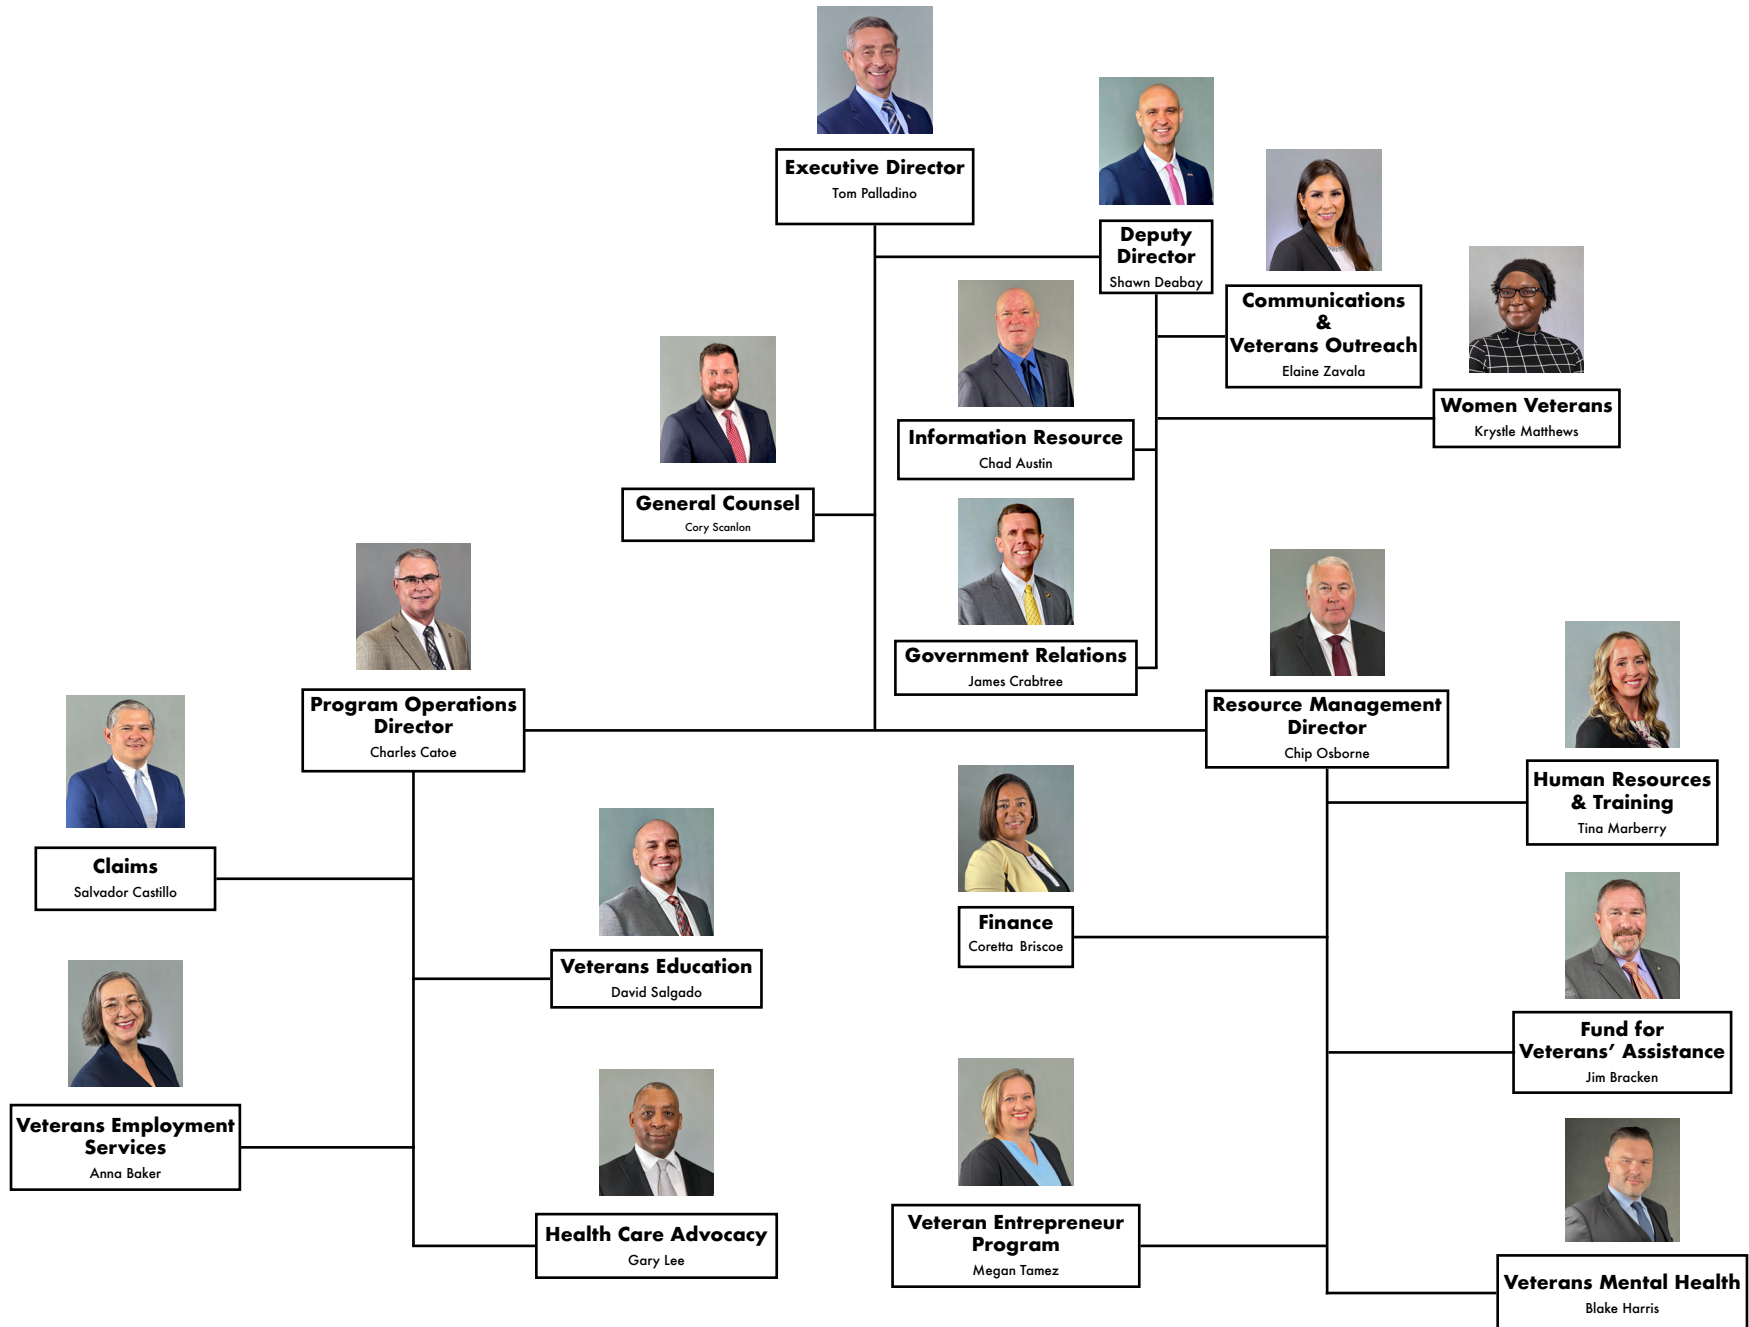 Executive Director
Tom Palladino
Deputy
Director
Shawn Deabay
Communications
&
Veterans Outreach
Elaine Zavala
Women Veterans
Krystle Matthews
Information Resource
Chad Austin
General Counsel
Cory Scanlon
Government Relations
James Crabtree
Program Operations
Director
Charles Catoe
Resource Management
Director
Chip Osborne
Human Resources
& Training
Tina Marberry
Claims
Salvador Castillo
Finance
Coretta Briscoe
Veterans Education
David Salgado
Fund for
Veterans’ Assistance
Jim Bracken
Veterans Employment
Services
Anna Baker
Health Care Advocacy
Gary Lee
Veteran Entrepreneur
Program
Megan Tamez
Veterans Mental Health
Blake Harris